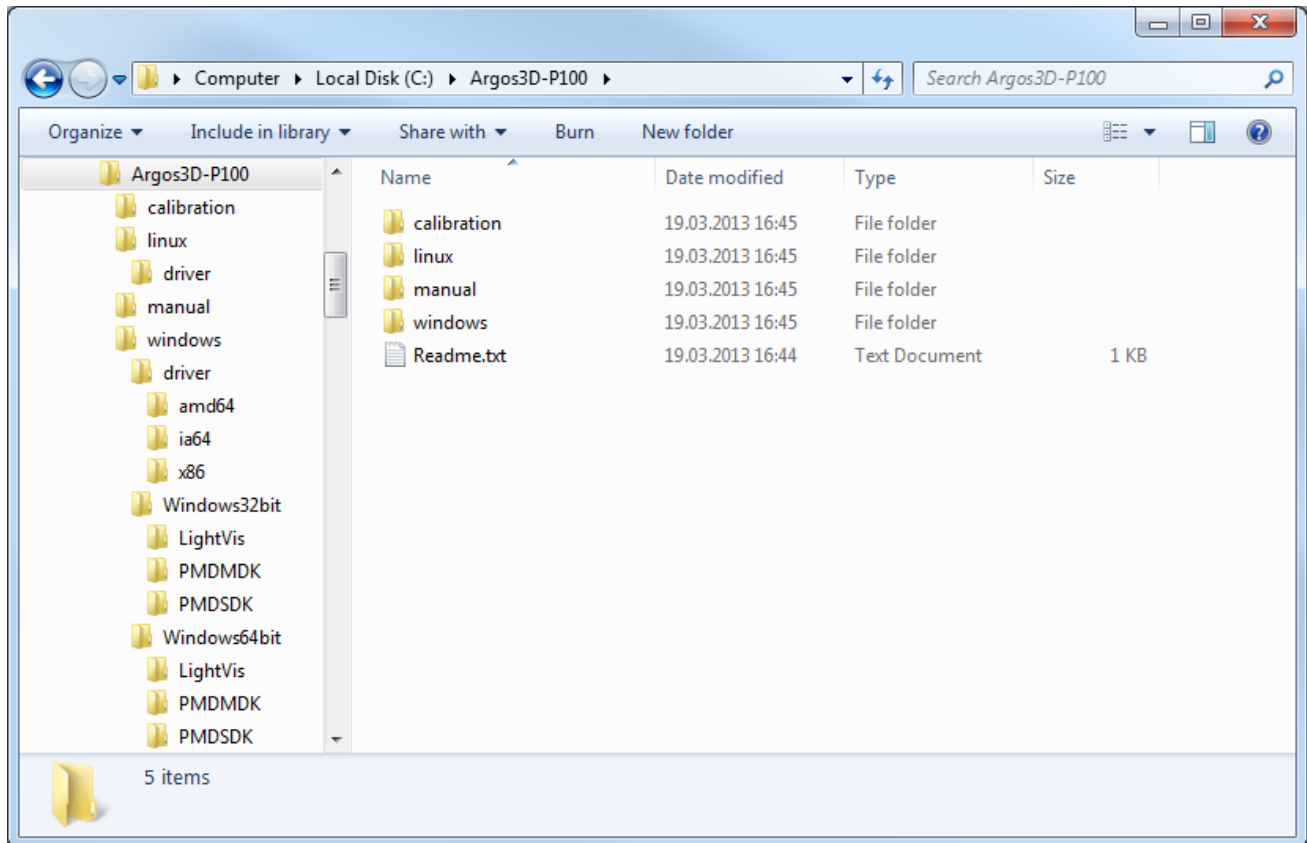 Computer Local Disk (C:) Argos3D-P100 Search Argos3D-P100
Organize Include in library Share with Burn New folder
Argos3D-P100
calibration
linux
driver
manual
windows
driver
amd64
ia64
x86
Windows32bit
LightVis
PMDMDK
PMDSDK
Windows64bit
LightVis
PMDMDK
PMDSDK
Name Date modified Type Size
calibration 19.03.2013 16:45 File folder
linux 19.03.2013 16:45 File folder
manual 19.03.2013 16:45 File folder
windows 19.03.2013 16:45 File folder
Readme.txt 19.03.2013 16:44 Text Document 1 KB
5 items